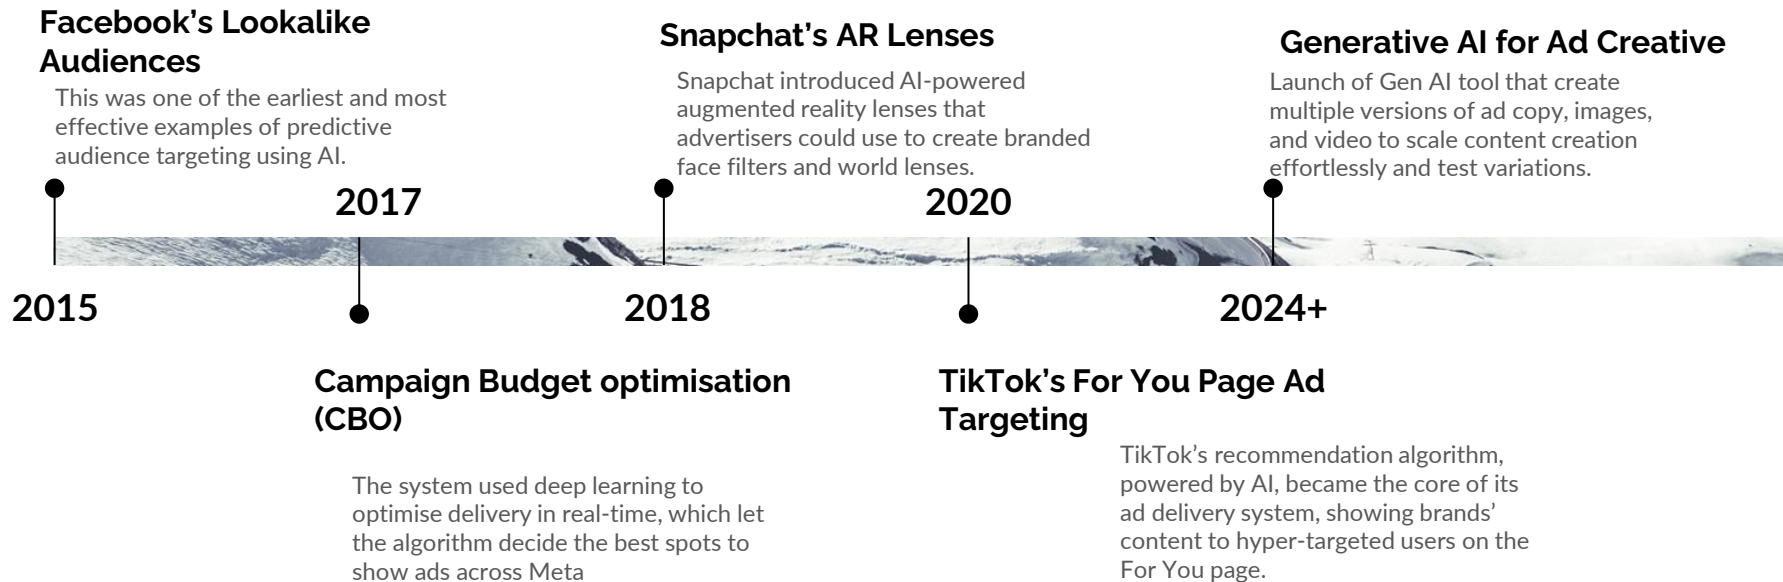 Facebook’s Lookalike
Audiences
This was one of the earliest and most
effective examples of predictive
audience targeting using AI.
2015
2017
Campaign Budget optimisation
(CBO)
The system used deep learning to
optimise delivery in real-time, which let
the algorithm decide the best spots to
show ads across Meta
Snapchat’s AR Lenses
Snapchat introduced AI-powered
augmented reality lenses that
advertisers could use to create branded
face filters and world lenses.
2018
2020
TikTok’s For You Page Ad
Targeting
TikTok’s recommendation algorithm,
powered by AI, became the core of its
ad delivery system, showing brands’
content to hyper-targeted users on the
For You page.
Generative AI for Ad Creative
Launch of Gen AI tool that create
multiple versions of ad copy, images,
and video to scale content creation
effortlessly and test variations.
2024+